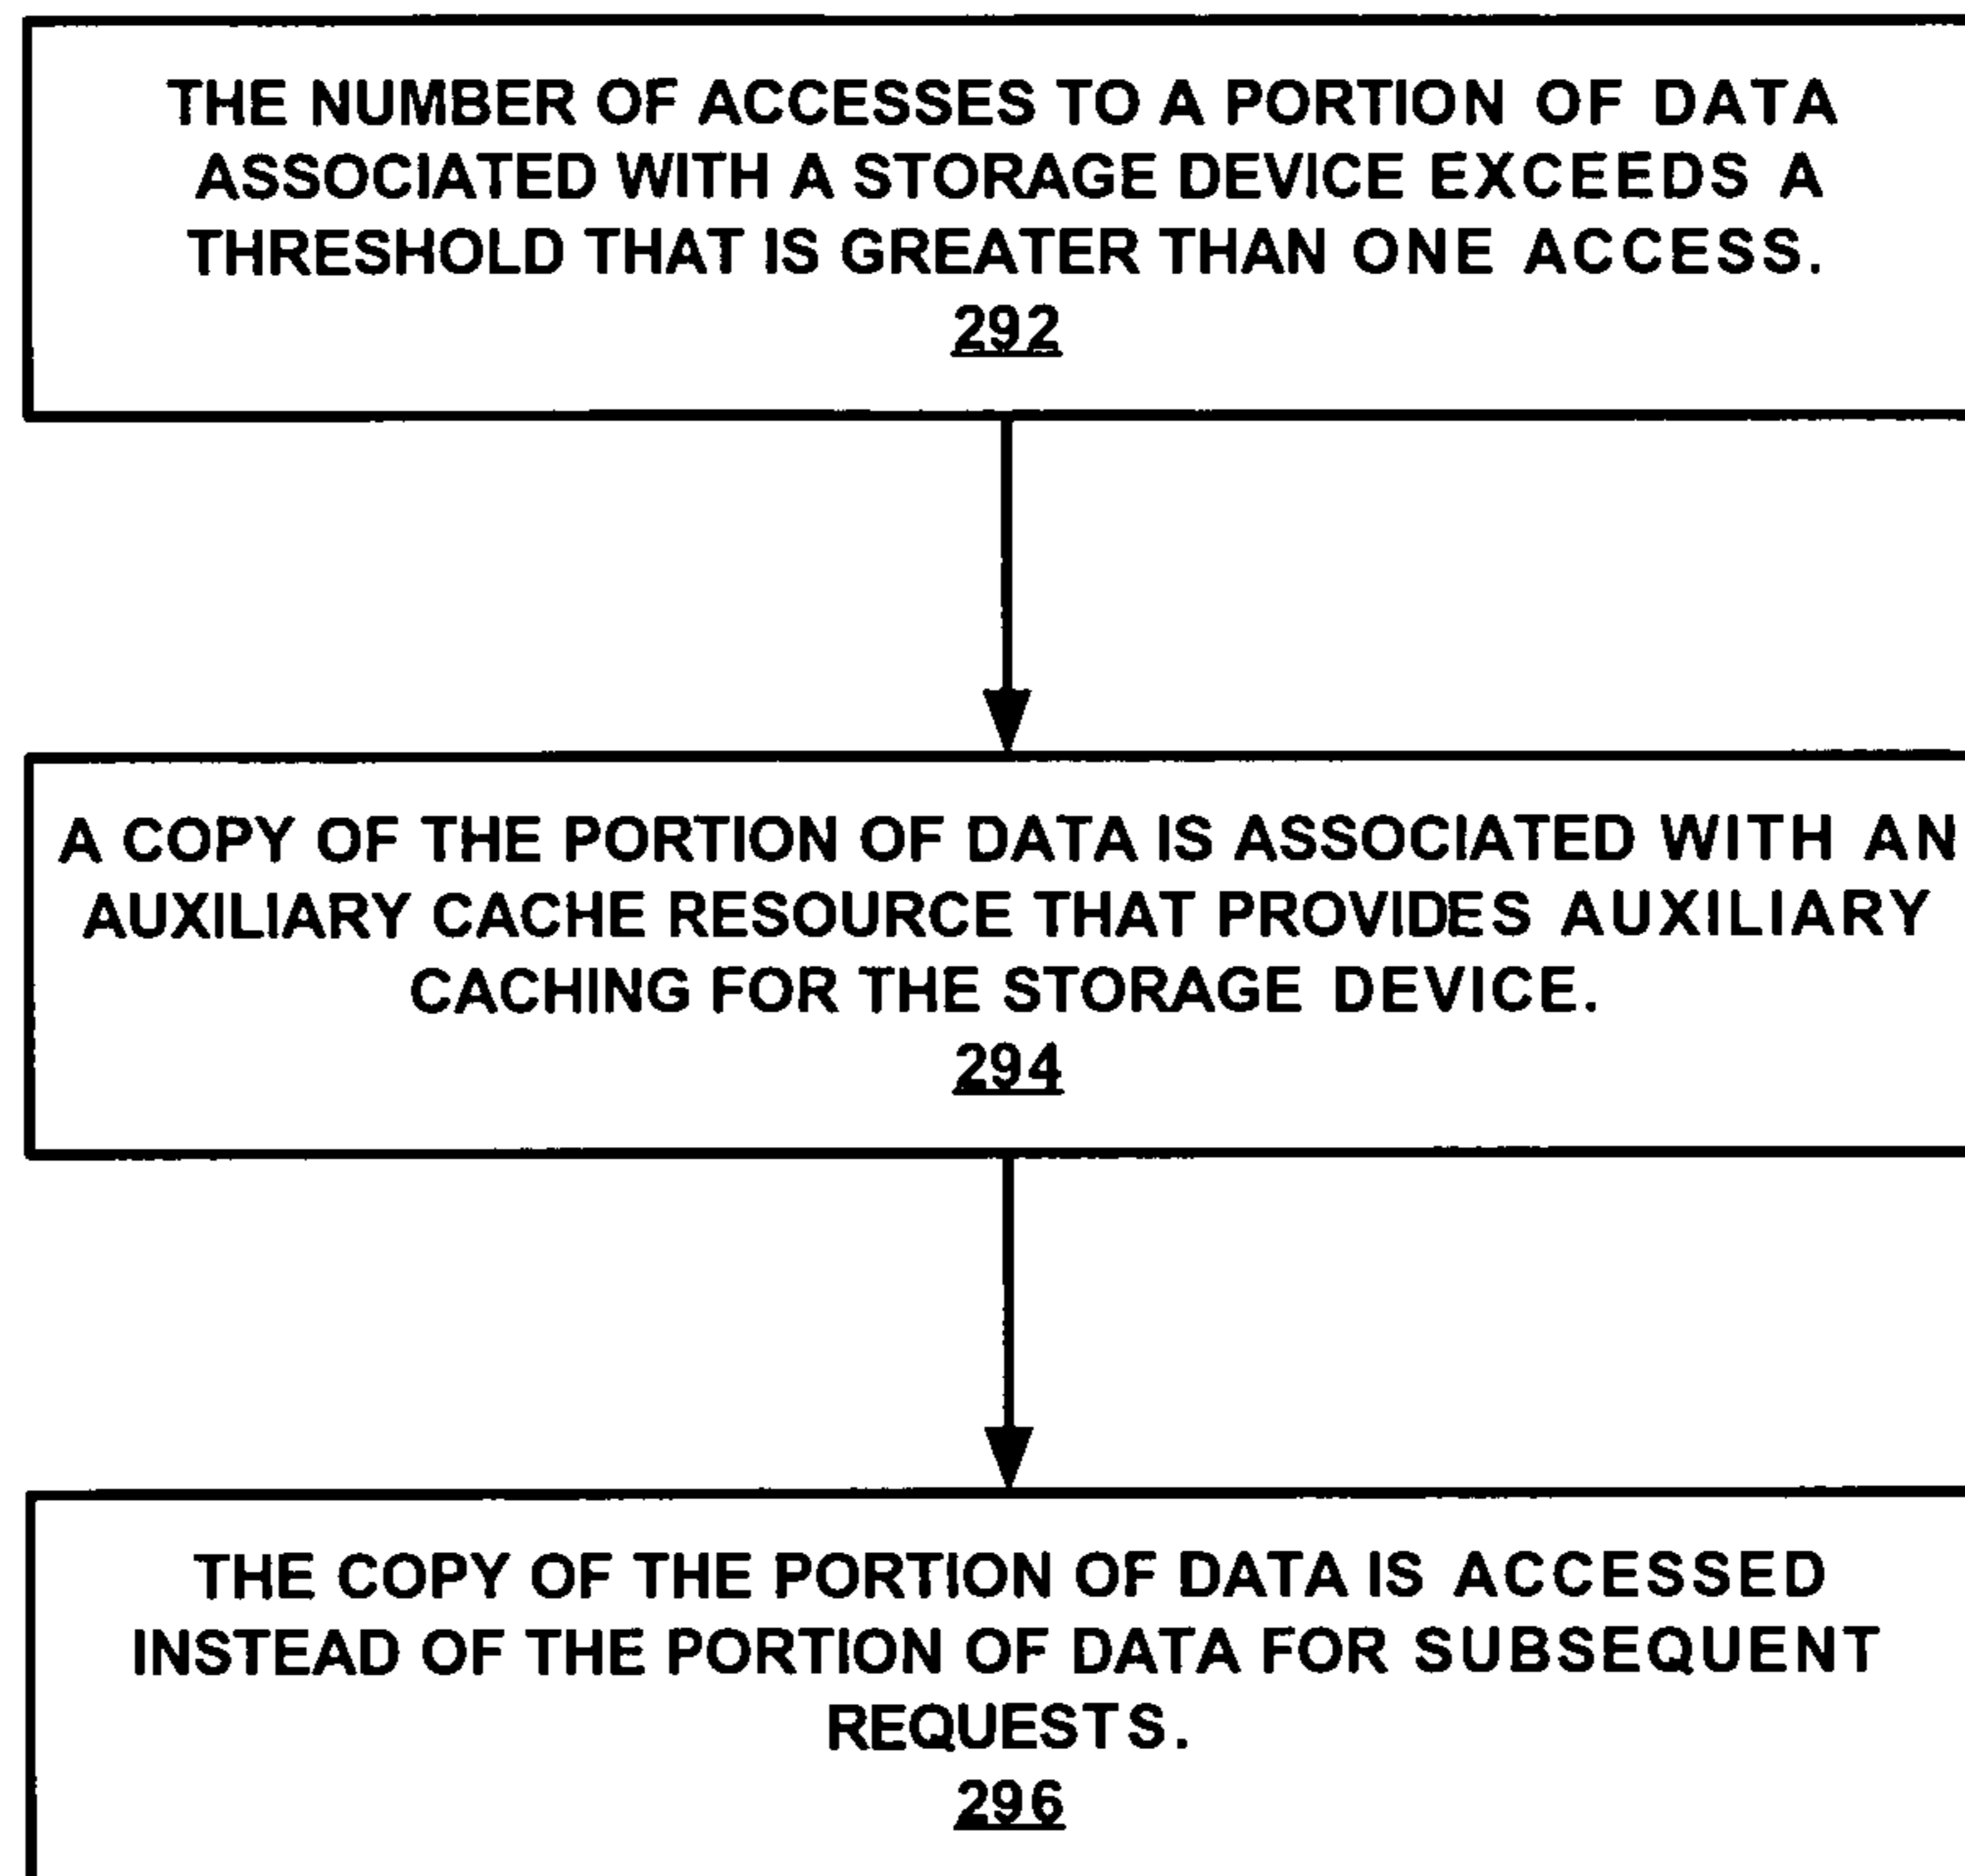 THE NUMBER OF ACCESSES TO A PORTION OF DATA
ASSOCIATED WITH A STORAGE DEVICE EXCEEDS A
THRESHOLD THAT IS GREATER THAN ONE ACCESS.
292
A COPY OF THE PORTION OF DATA IS ASSOCIATED WITH AN
AUXILIARY CACHE RESOURCE THAT PROVIDES AUXILIARY
CACHING FOR THE STORAGE DEVICE.
294
THE COPY OF THE PORTION OF DATA IS ACCESSED
INSTEAD OF THE PORTION OF DATA FOR SUBSEQUENT
REQUESTS.
296